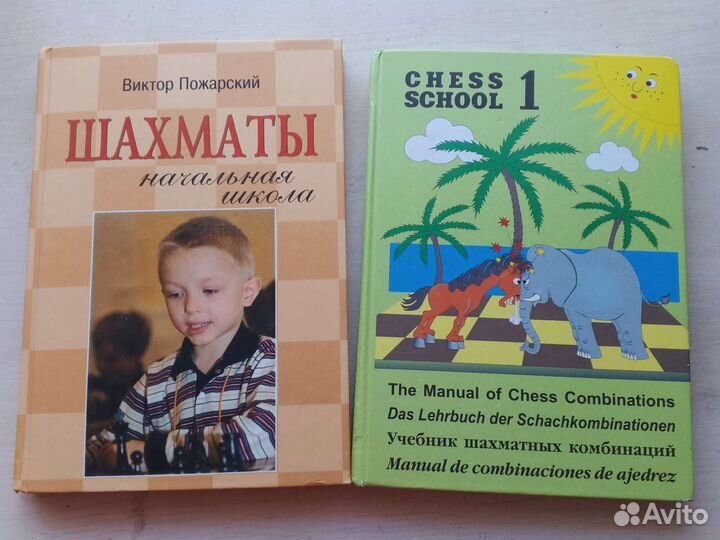 Виктор Пожарский
ШАХМАТЫ
начальная
школа
CHESS
SCHOOL 1
The Manual of Chess Combinations
Das Lehrbuch der Schachkombinationen
Учебник шахматных комбинаций
Manual de combinaciones de ajedrez
Avito